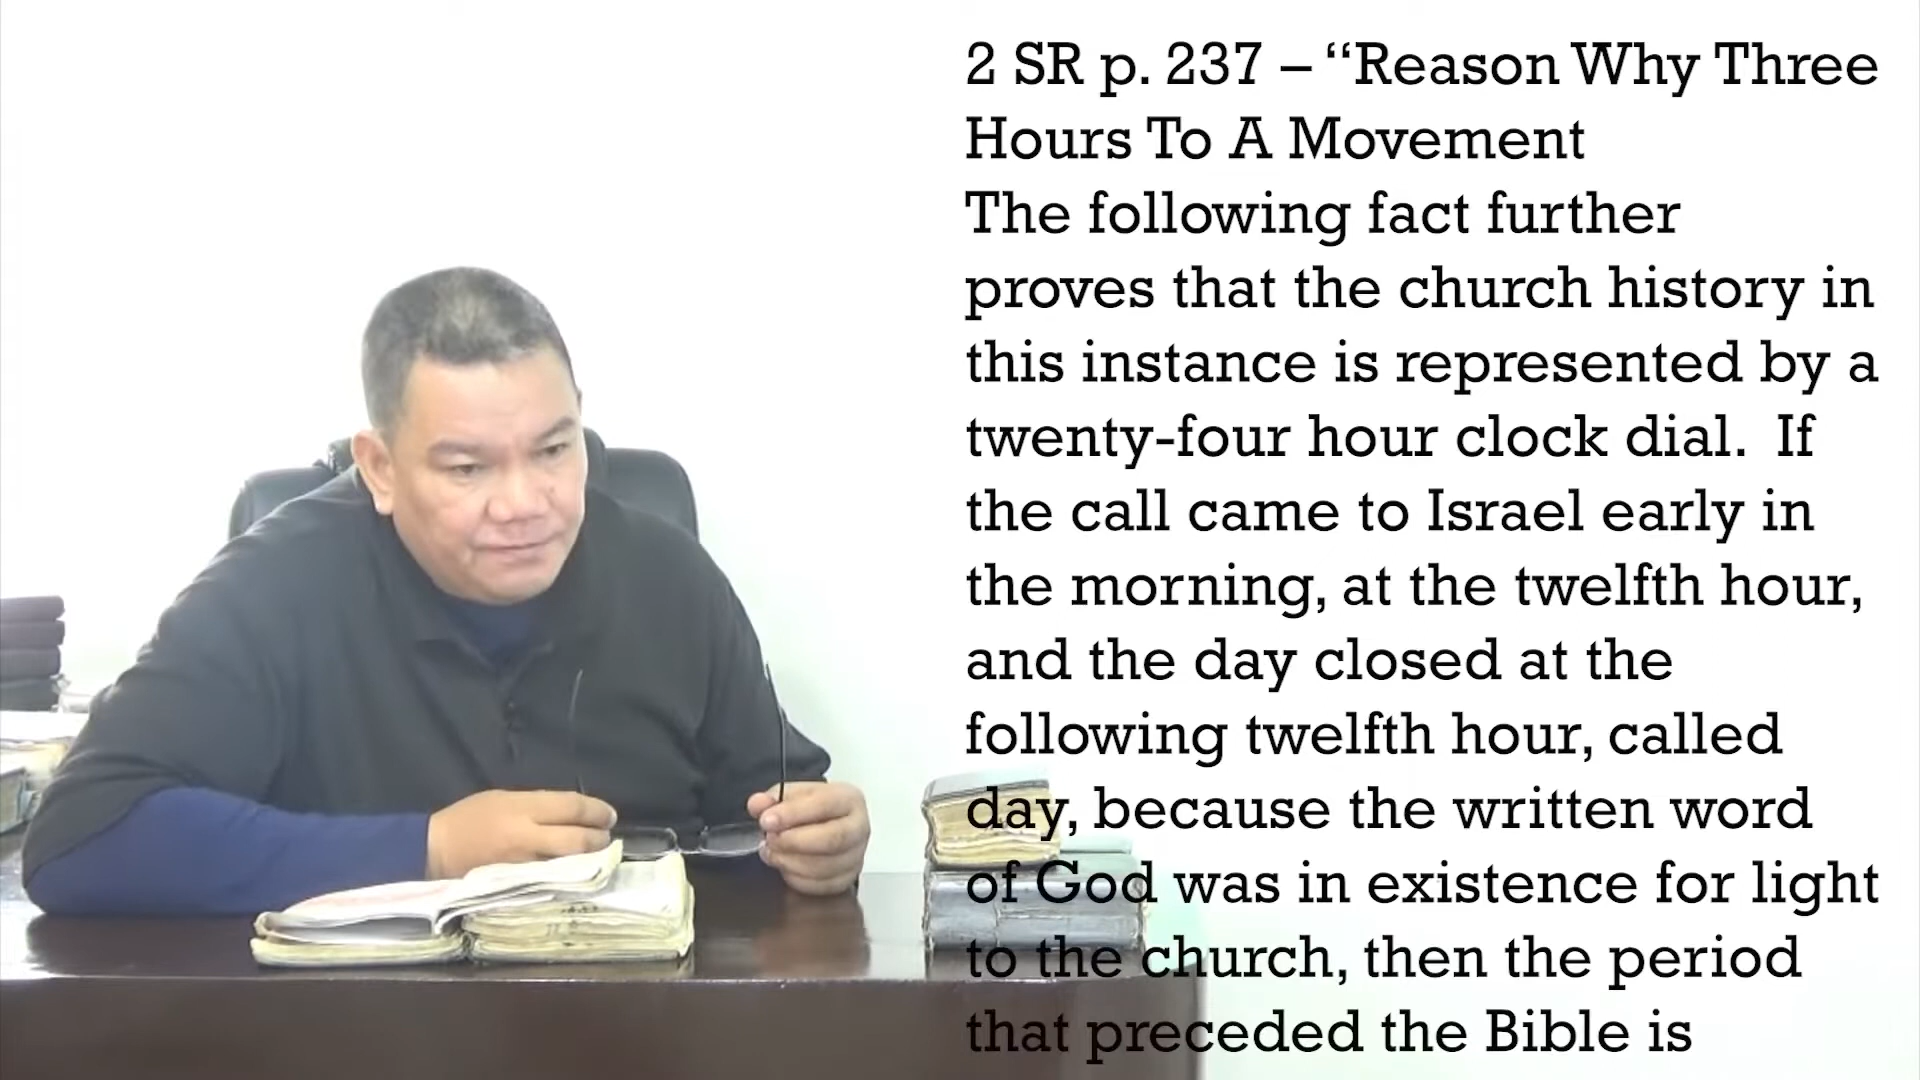 2 SR p. 237 – “Reason Why Three
Hours To A Movement
The following fact further
proves that the church history in
this instance is represented by a
twenty-four hour clock dial.  If
the call came to Israel early in
the morning, at the twelfth hour,
and the day closed at the
following twelfth hour, called
day, because the written word
of God was in existence for light
to the church, then the period
that preceded the Bible is